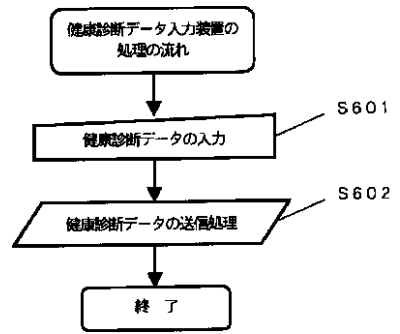 健康診断データ入力装置の
処理の流れ
S601
健康診断データの入力
S602
健康診断データの送信処理
終 了